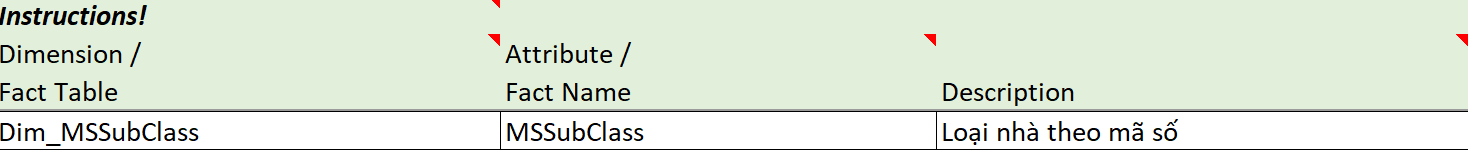 Instructions!
Dimension / Attribute /
Fact Table Fact Name Description
Dim_MSSubClass MSSubClass Loại nhà theo mã số